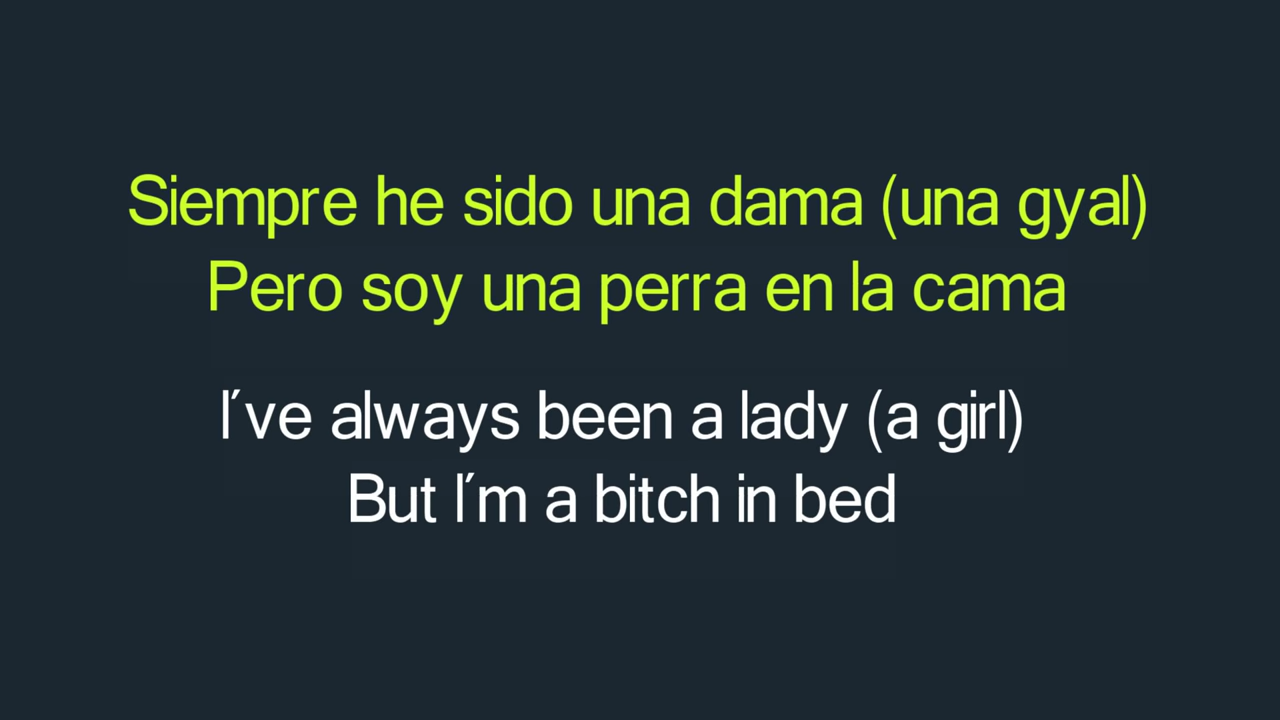 Siempre he sido una dama (una gyal)
Pero soy una perra en la cama
I´ve always been a lady (a girl)
But I´m a bitch in bed